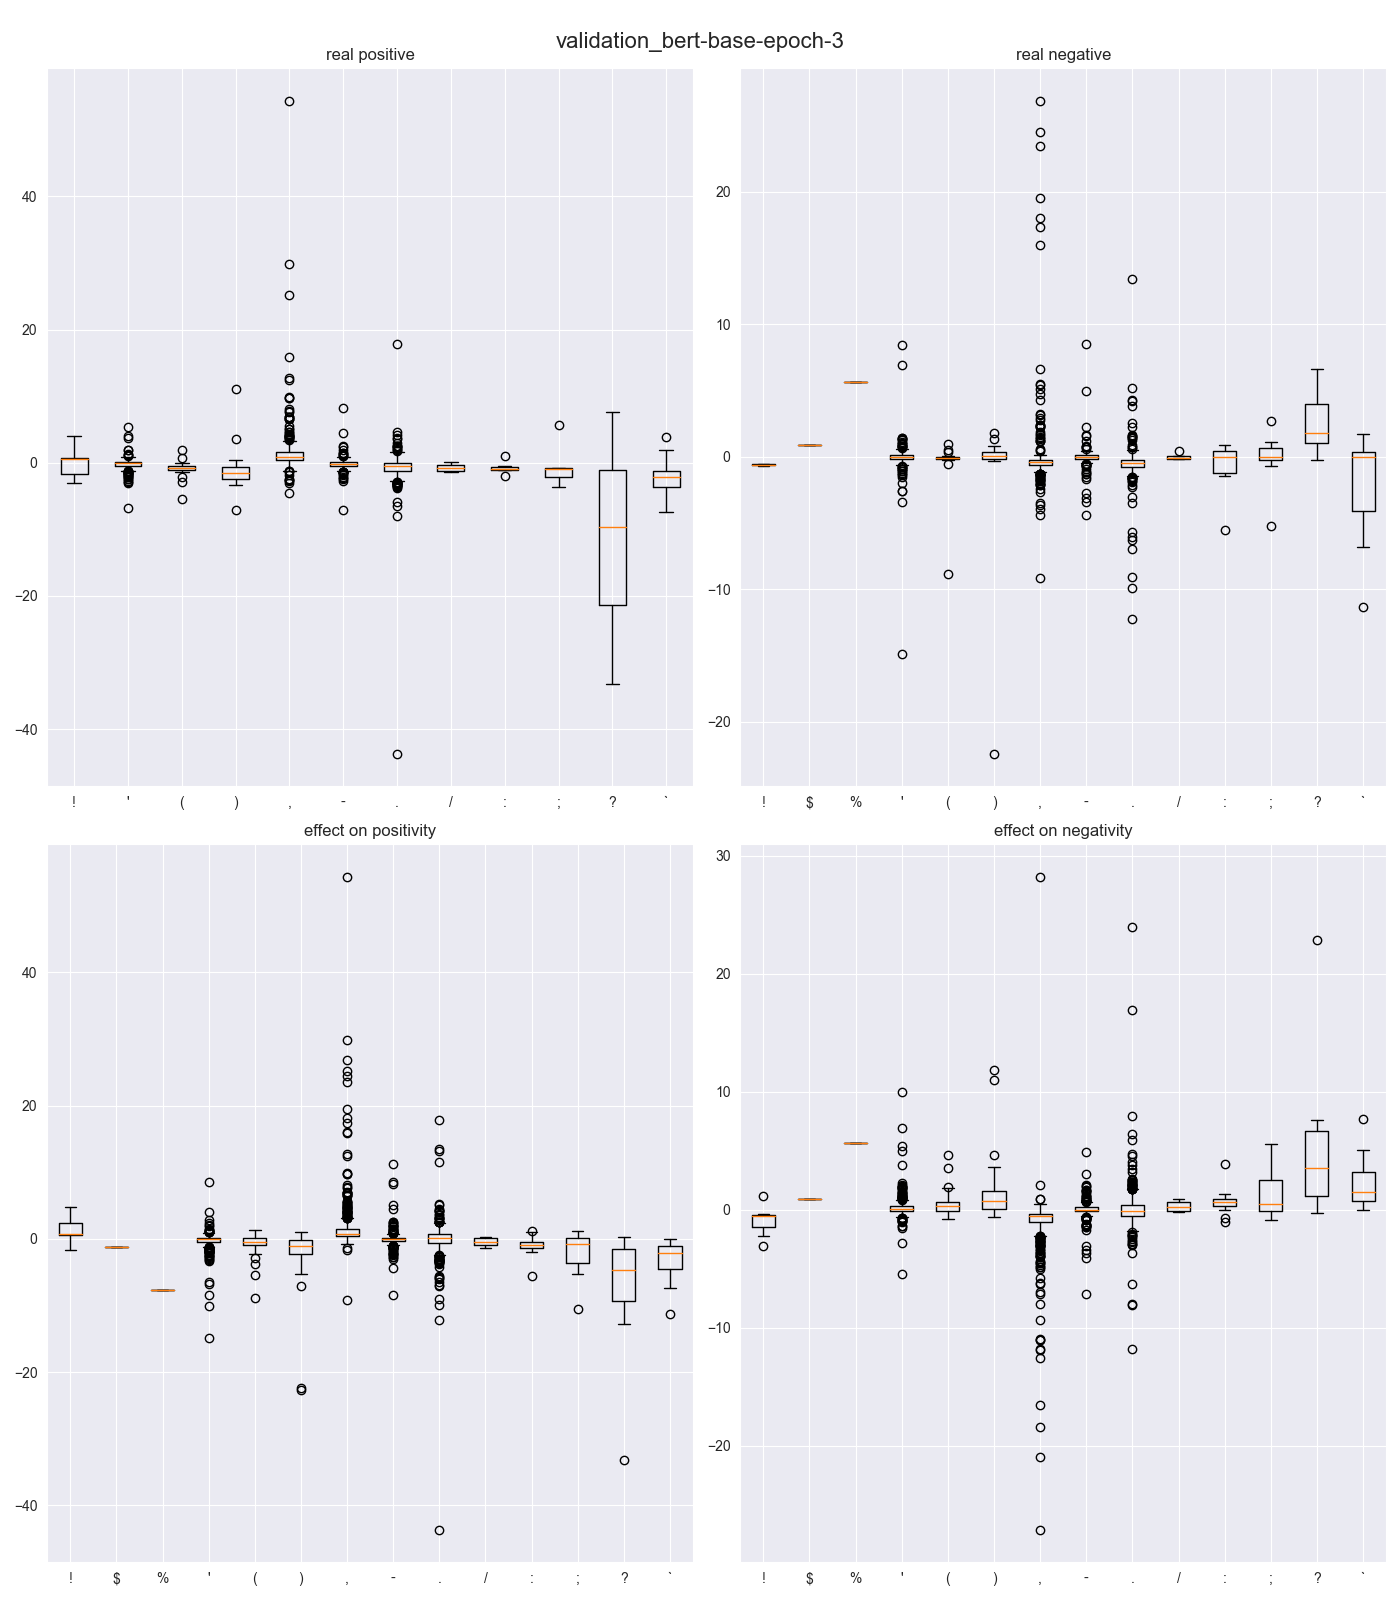 validation_bert-base-epoch-3
real positive
40
20
0
−20
−40
! ' ( ) , - . / : ; ? `
real negative
20
10
0
−10
−20
! $ % ' ( ) , - . / : ; ? `
effect on positivity
40
20
0
−20
−40
! $ % ' ( ) , - . / : ; ? `
effect on negativity
30
20
10
0
−10
−20
! $ % ' ( ) , - . / : ; ? `